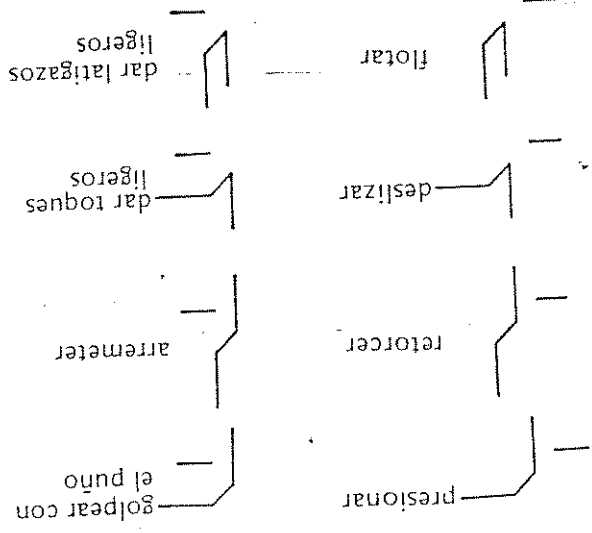 presionar
golpear con
el puño
retorcer
arremeter
deslizar
dar toques
ligeros
flotar
dar latigazos
ligeros